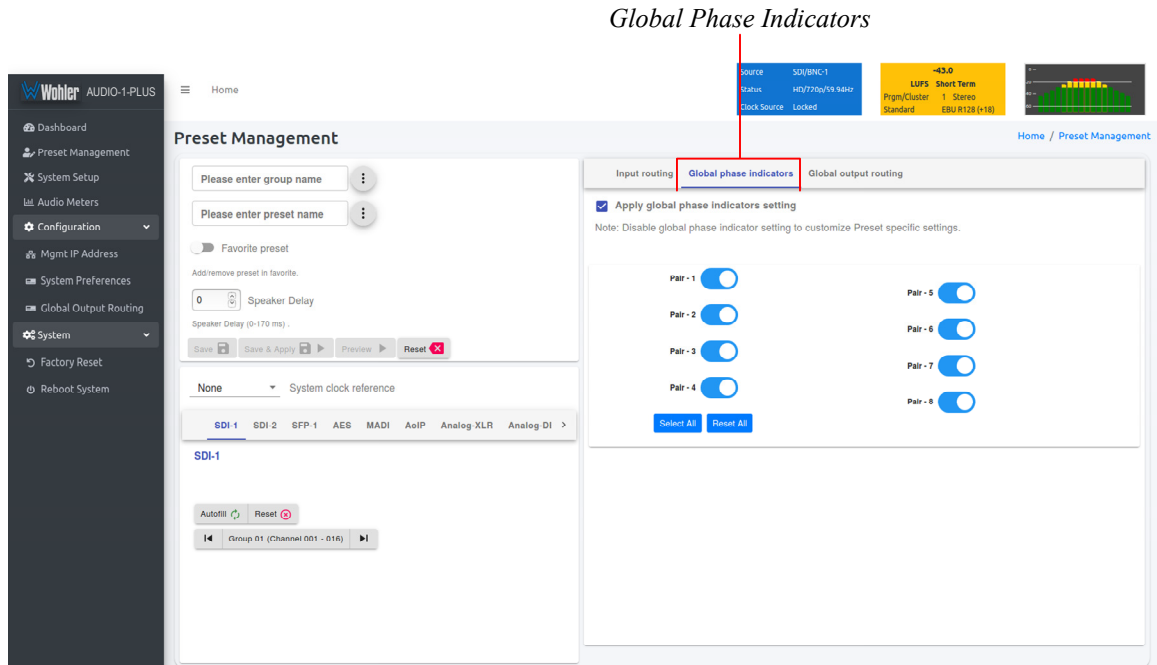 Global Phase Indicators
Wohler AUDIO-1-PLUS
Home
Source SDI/BNC-1
Status HD/720p/59.94Hz
Clock Source Locked
-43.0
LUFS Short Term
Prgm/Cluster 1 Stereo
Standard EBU R128 (+18)
Dashboard
Preset Management
System Setup
Audio Meters
Configuration
Mgmt IP Address
System Preferences
Global Output Routing
System
Factory Reset
Reboot System
Preset Management
Home / Preset Management
Please enter group name
Please enter preset name
Favorite preset
Add/remove preset in favorite.
0 Speaker Delay
Speaker Delay (0-170 ms) .
Save Save & Apply Preview Reset
None System clock reference
SDI-1 SDI-2 SFP-1 AES MADI AoIP Analog-XLR Analog-DI
SDI-1
Autofill Reset
Group 01 (Channel 001 - 016)
Input routing Global phase indicators Global output routing
Apply global phase indicators setting
Note: Disable global phase indicator setting to customize Preset specific settings.
Pair - 1
Pair - 2
Pair - 3
Pair - 4
Pair - 5
Pair - 6
Pair - 7
Pair - 8
Select All Reset All